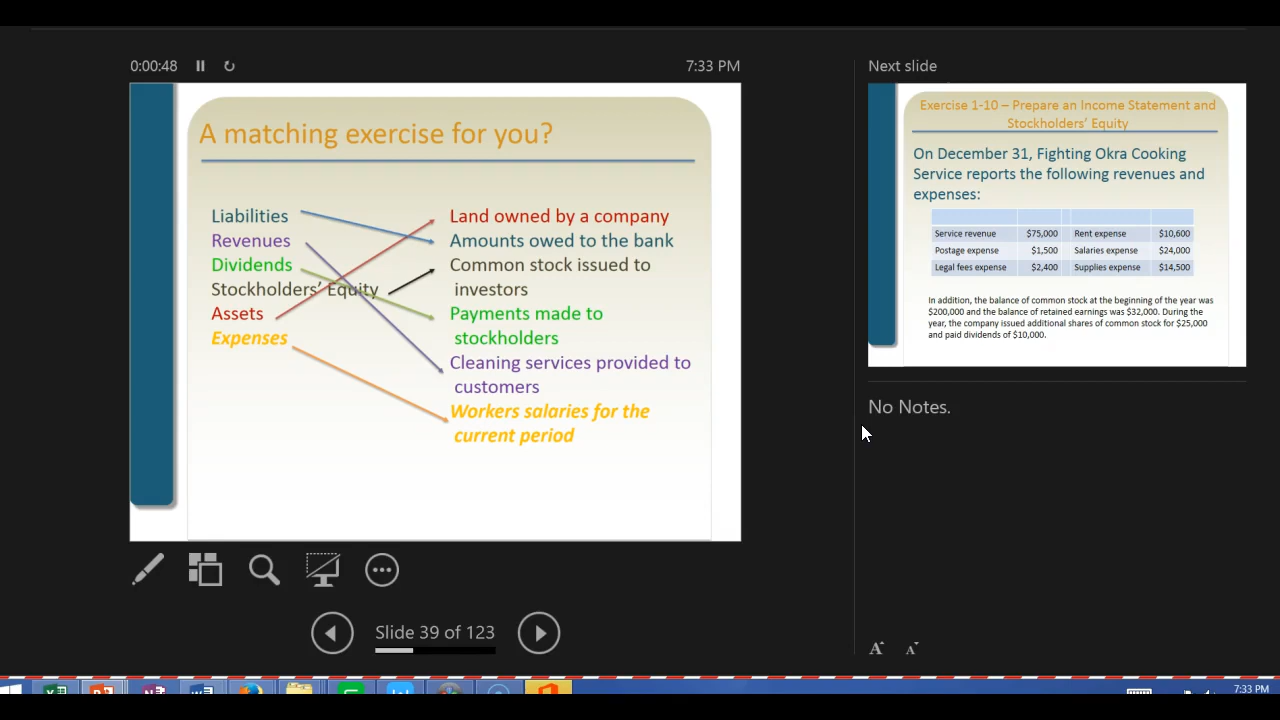 0:00:48
7:33 PM
Next slide
A matching exercise for you?
Liabilities
Revenues
Dividends
Stockholders’ Equity
Assets
Expenses
Land owned by a company
Amounts owed to the bank
Common stock issued to
investors
Payments made to
stockholders
Cleaning services provided to
customers
Workers salaries for the
current period
Exercise 1-10 – Prepare an Income Statement and
Stockholders’ Equity
On December 31, Fighting Okra Cooking
Service reports the following revenues and
expenses:
Service revenue $75,000 Rent expense $10,600
Postage expense $1,500 Salaries expense $24,000
Legal fees expense $2,400 Supplies expense $14,500
In addition, the balance of common stock at the beginning of the year was
$200,000 and the balance of retained earnings was $32,000. During the
year, the company issued additional shares of common stock for $25,000
and paid dividends of $10,000.
No Notes.
Slide 39 of 123
A A
7:33 PM